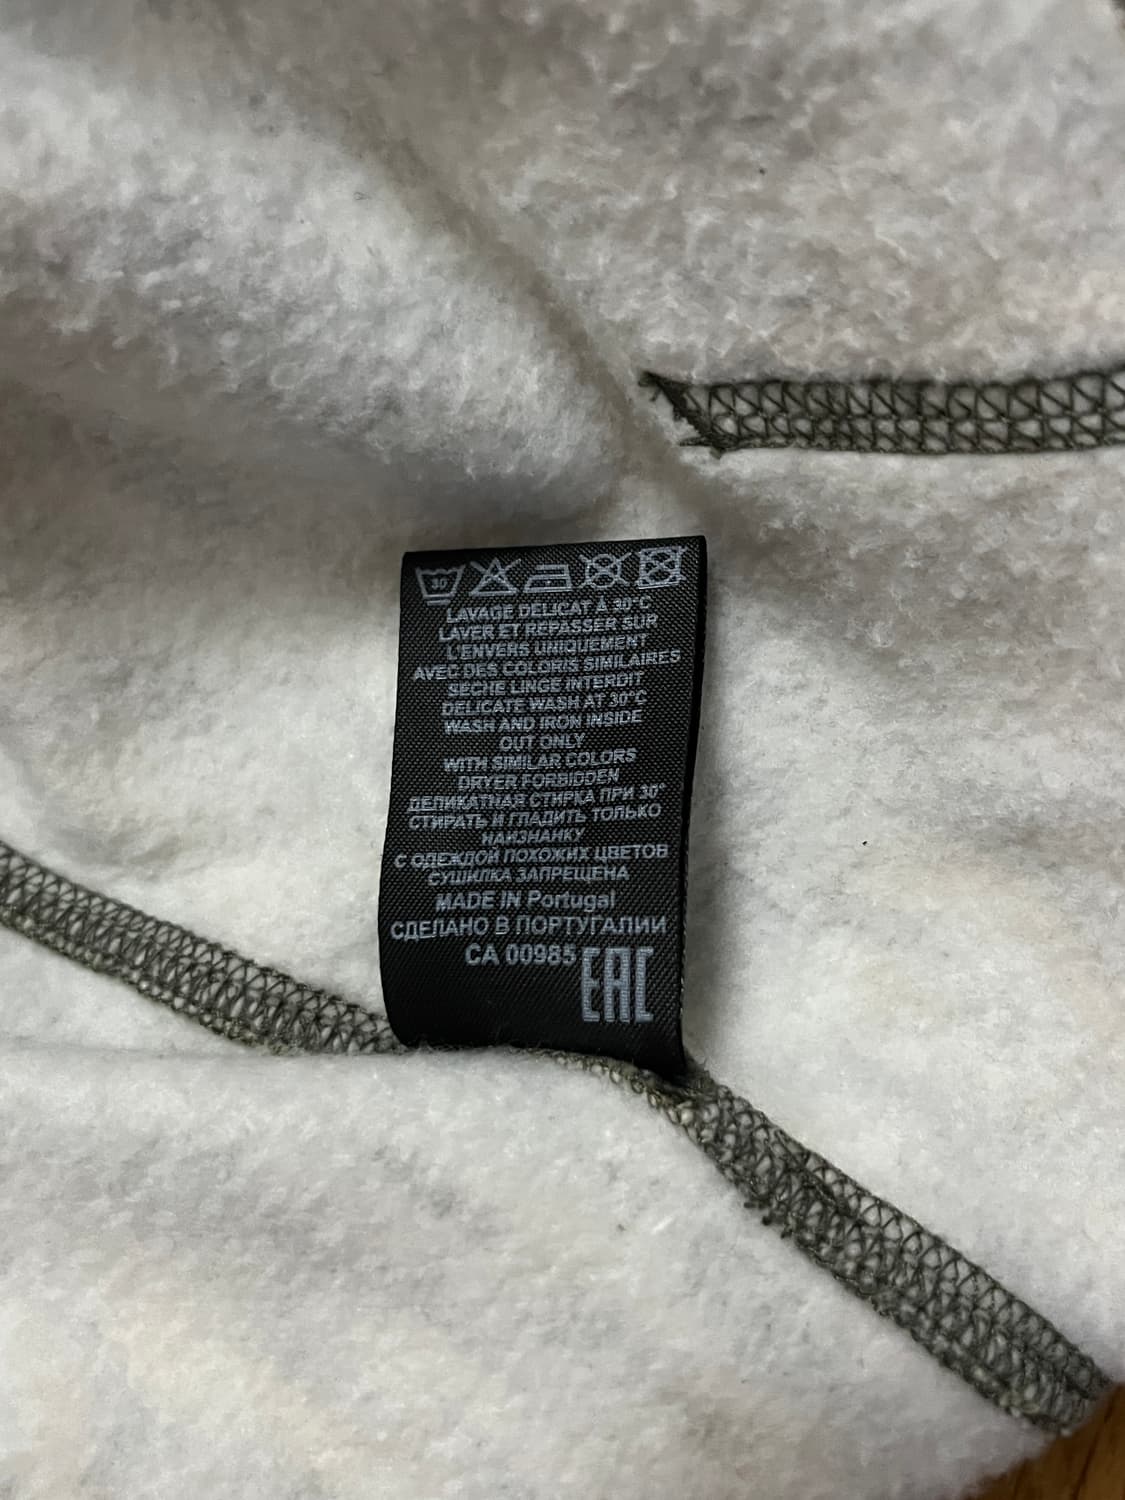 30
LAVAGE DELICAT À 30°C
LAVER ET REPASSER SUR
L'ENVERS UNIQUEMENT
AVEC DES COLORIS SIMILAIRES
SECHE LINGE INTERDIT
DELICATE WASH AT 30°C
WASH AND IRON INSIDE
OUT ONLY
WITH SIMILAR COLORS
DRYER FORBIDDEN
ДЕЛИКАТНАЯ СТИРКА ПРИ 30°
СТИРАТЬ И ГЛАДИТЬ ТОЛЬКО
НАИЗНАНКУ
С ОДЕЖДОЙ ПОХОЖИХ ЦВЕТОВ
СУШИЛКА ЗАПРЕЩЕНА
MADE IN Portugal
СДЕЛАНО В ПОРТУГАЛИИ
CA 00985 EAC